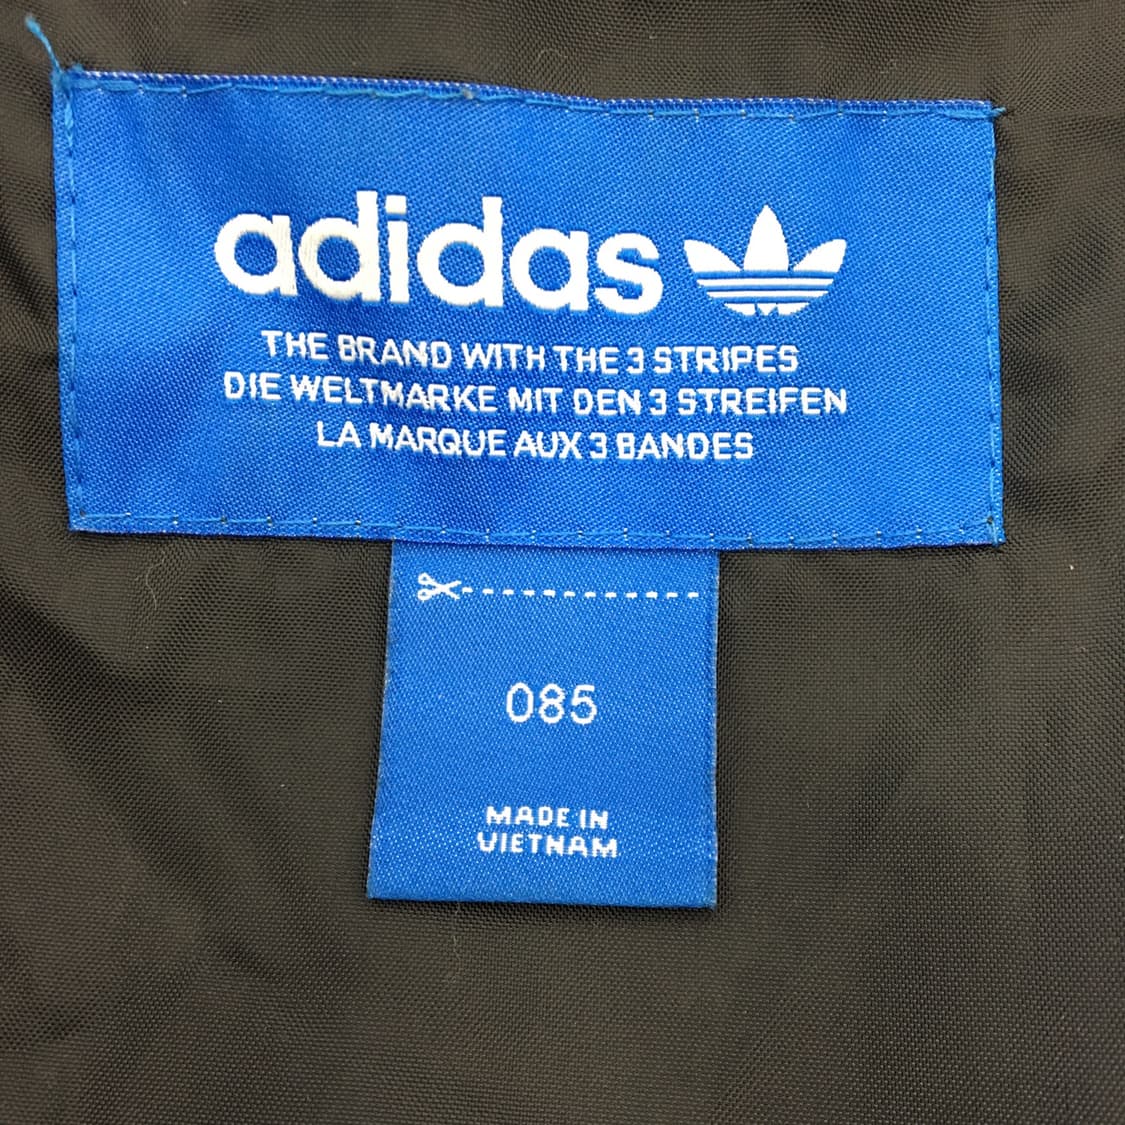 adidas
THE BRAND WITH THE 3 STRIPES
DIE WELTMARKE MIT DEN 3 STREIFEN
LA MARQUE AUX 3 BANDES
085
MADE IN
VIETNAM